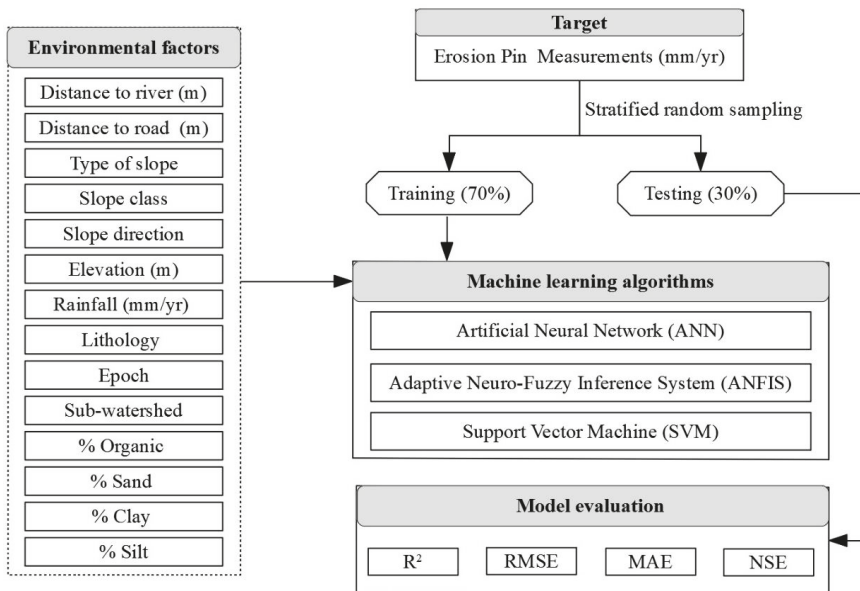 Environmental factors
Distance to river (m)
Distance to road (m)
Type of slope
Slope class
Slope direction
Elevation (m)
Rainfall (mm/yr)
Lithology
Epoch
Sub-watershed
% Organic
% Sand
% Clay
% Silt
Target
Erosion Pin Measurements (mm/yr)
Stratified random sampling
Training (70%)
Testing (30%)
Machine learning algorithms
Artificial Neural Network (ANN)
Adaptive Neuro-Fuzzy Inference System (ANFIS)
Support Vector Machine (SVM)
Model evaluation
R² RMSE MAE NSE